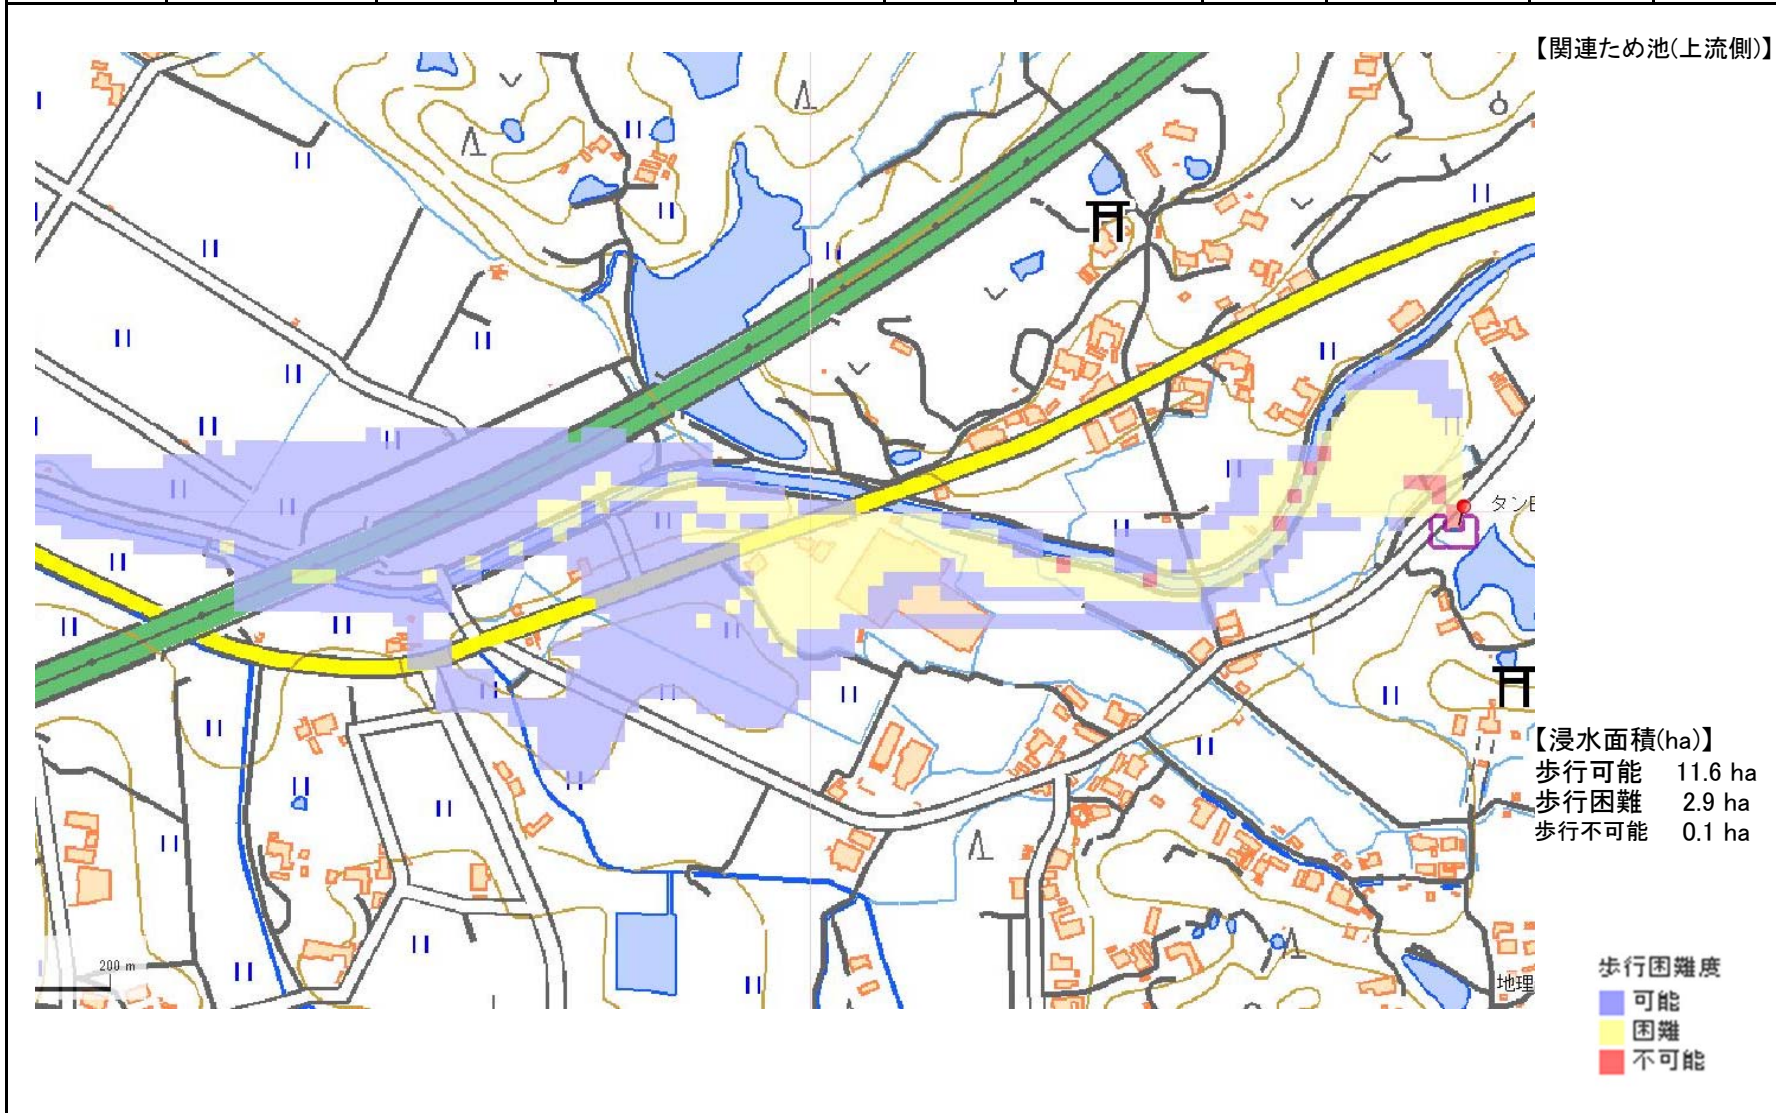 【関連ため池(上流側)】
タン
【浸水面積(ha)】
歩行可能 11.6 ha
歩行困難 2.9 ha
歩行不可能 0.1 ha
200 m
地理
歩行困難度
可能
困難
不可能